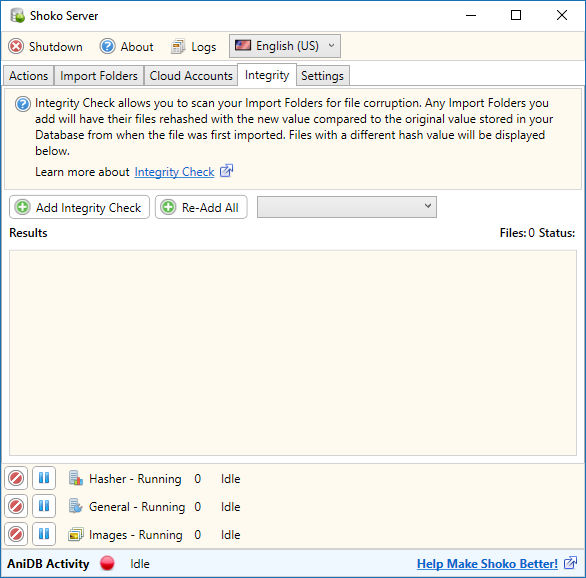 Shoko Server
Shutdown About Logs English (US)
Actions Import Folders Cloud Accounts Integrity Settings
Integrity Check allows you to scan your Import Folders for file corruption. Any Import Folders you
add will have their files rehashed with the new value compared to the original value stored in your
Database from when the file was first imported. Files with a different hash value will be displayed
below.
Learn more about Integrity Check
Add Integrity Check Re-Add All
Results Files: 0 Status:
Hasher - Running 0 Idle
General - Running 0 Idle
Images - Running 0 Idle
AniDB Activity Idle Help Make Shoko Better!